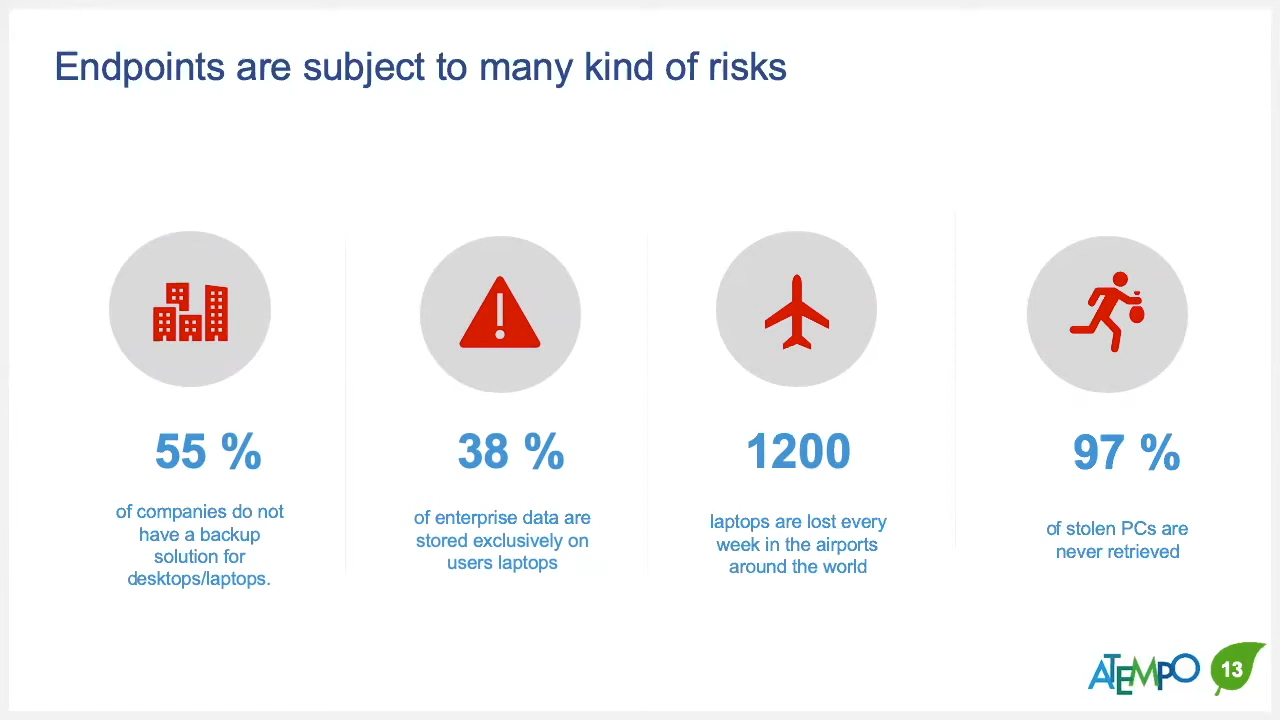 Endpoints are subject to many kind of risks
55 %
of companies do not
have a backup
solution for
desktops/laptops.
38 %
of enterprise data are
stored exclusively on
users laptops
1200
laptops are lost every
week in the airports
around the world
97 %
of stolen PCs are
never retrieved
ATEMPO
13